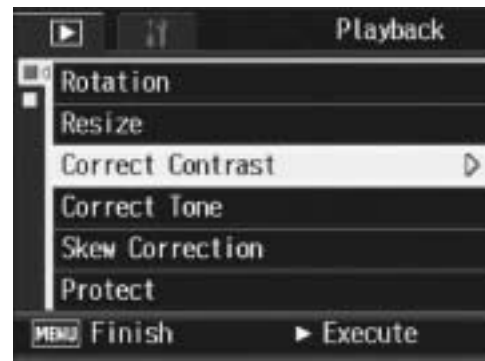 Playback
Rotation
Resize
Correct Contrast
Correct Tone
Skew Correction
Protect
MENU Finish ► Execute